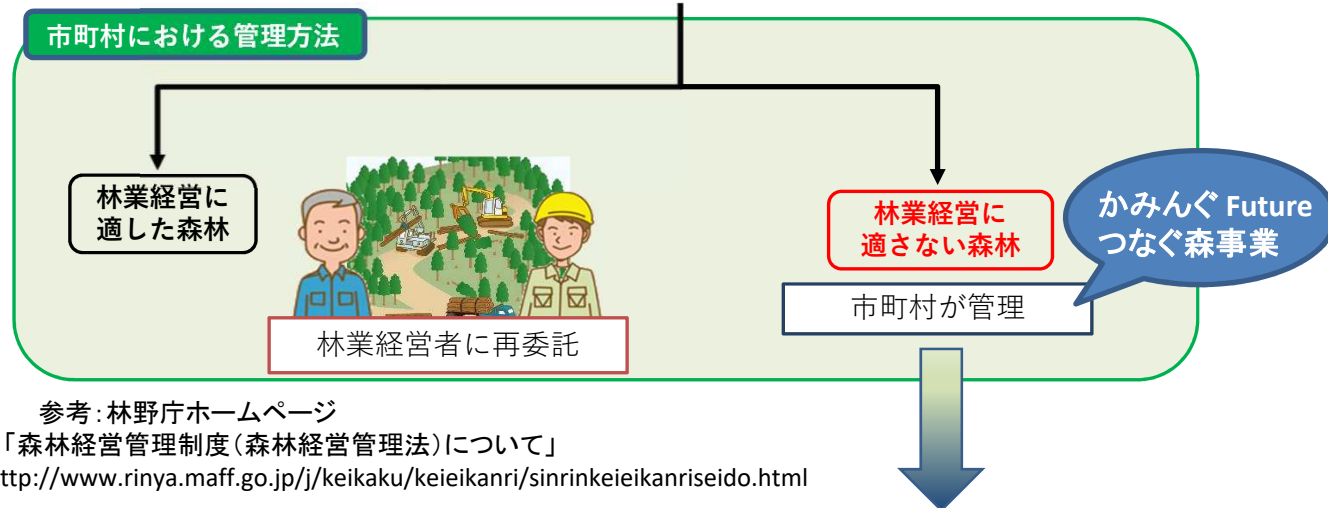 市町村における管理方法
林業経営に
適した森林
林業経営者に再委託
林業経営に
適さない森林
市町村が管理
かみんぐ Future
つなぐ森事業
参考：林野庁ホームページ
「森林経営管理制度（森林経営管理法）について」
ttp://www.rinya.maff.go.jp/j/keikaku/keieikanri/sinrinkeieikanriseido.html